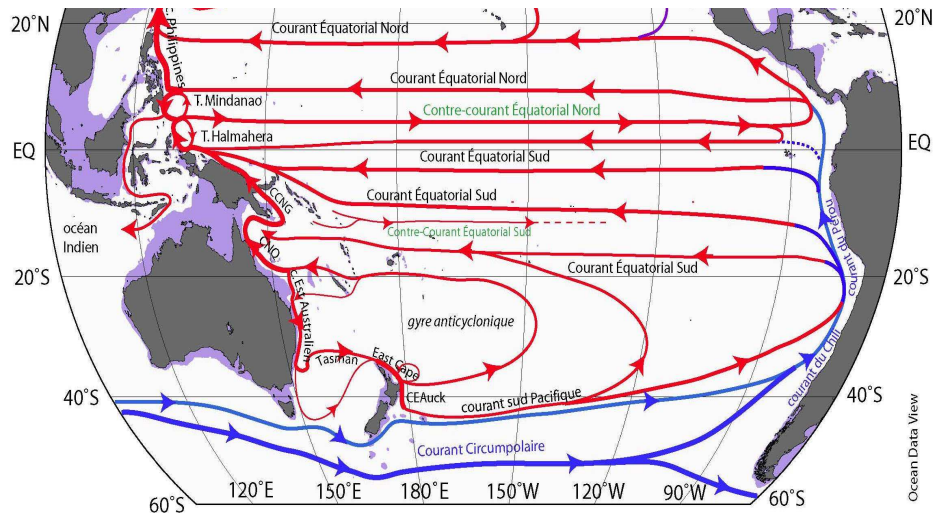 20°N
20°N
Courant Équatorial Nord
c. Philippines
Courant Équatorial Nord
T. Mindanao
Contre-courant Équatorial Nord
T. Halmahera
EQ
EQ
Courant Équatorial Sud
CCNG
Courant Équatorial Sud
océan
Indien
Contre-Courant Équatorial Sud
CNQ
courant du Pérou
Courant Équatorial Sud
20°S
20°S
c. Est Australien
gyre anticyclonique
Tasman
East Cape
CEAuck
courant sud Pacifique
courant du Chili
40°S
40°S
Courant Circumpolaire
Ocean Data View
60°S
120°E
150°E
180°E
150°W
120°W
90°W
60°S